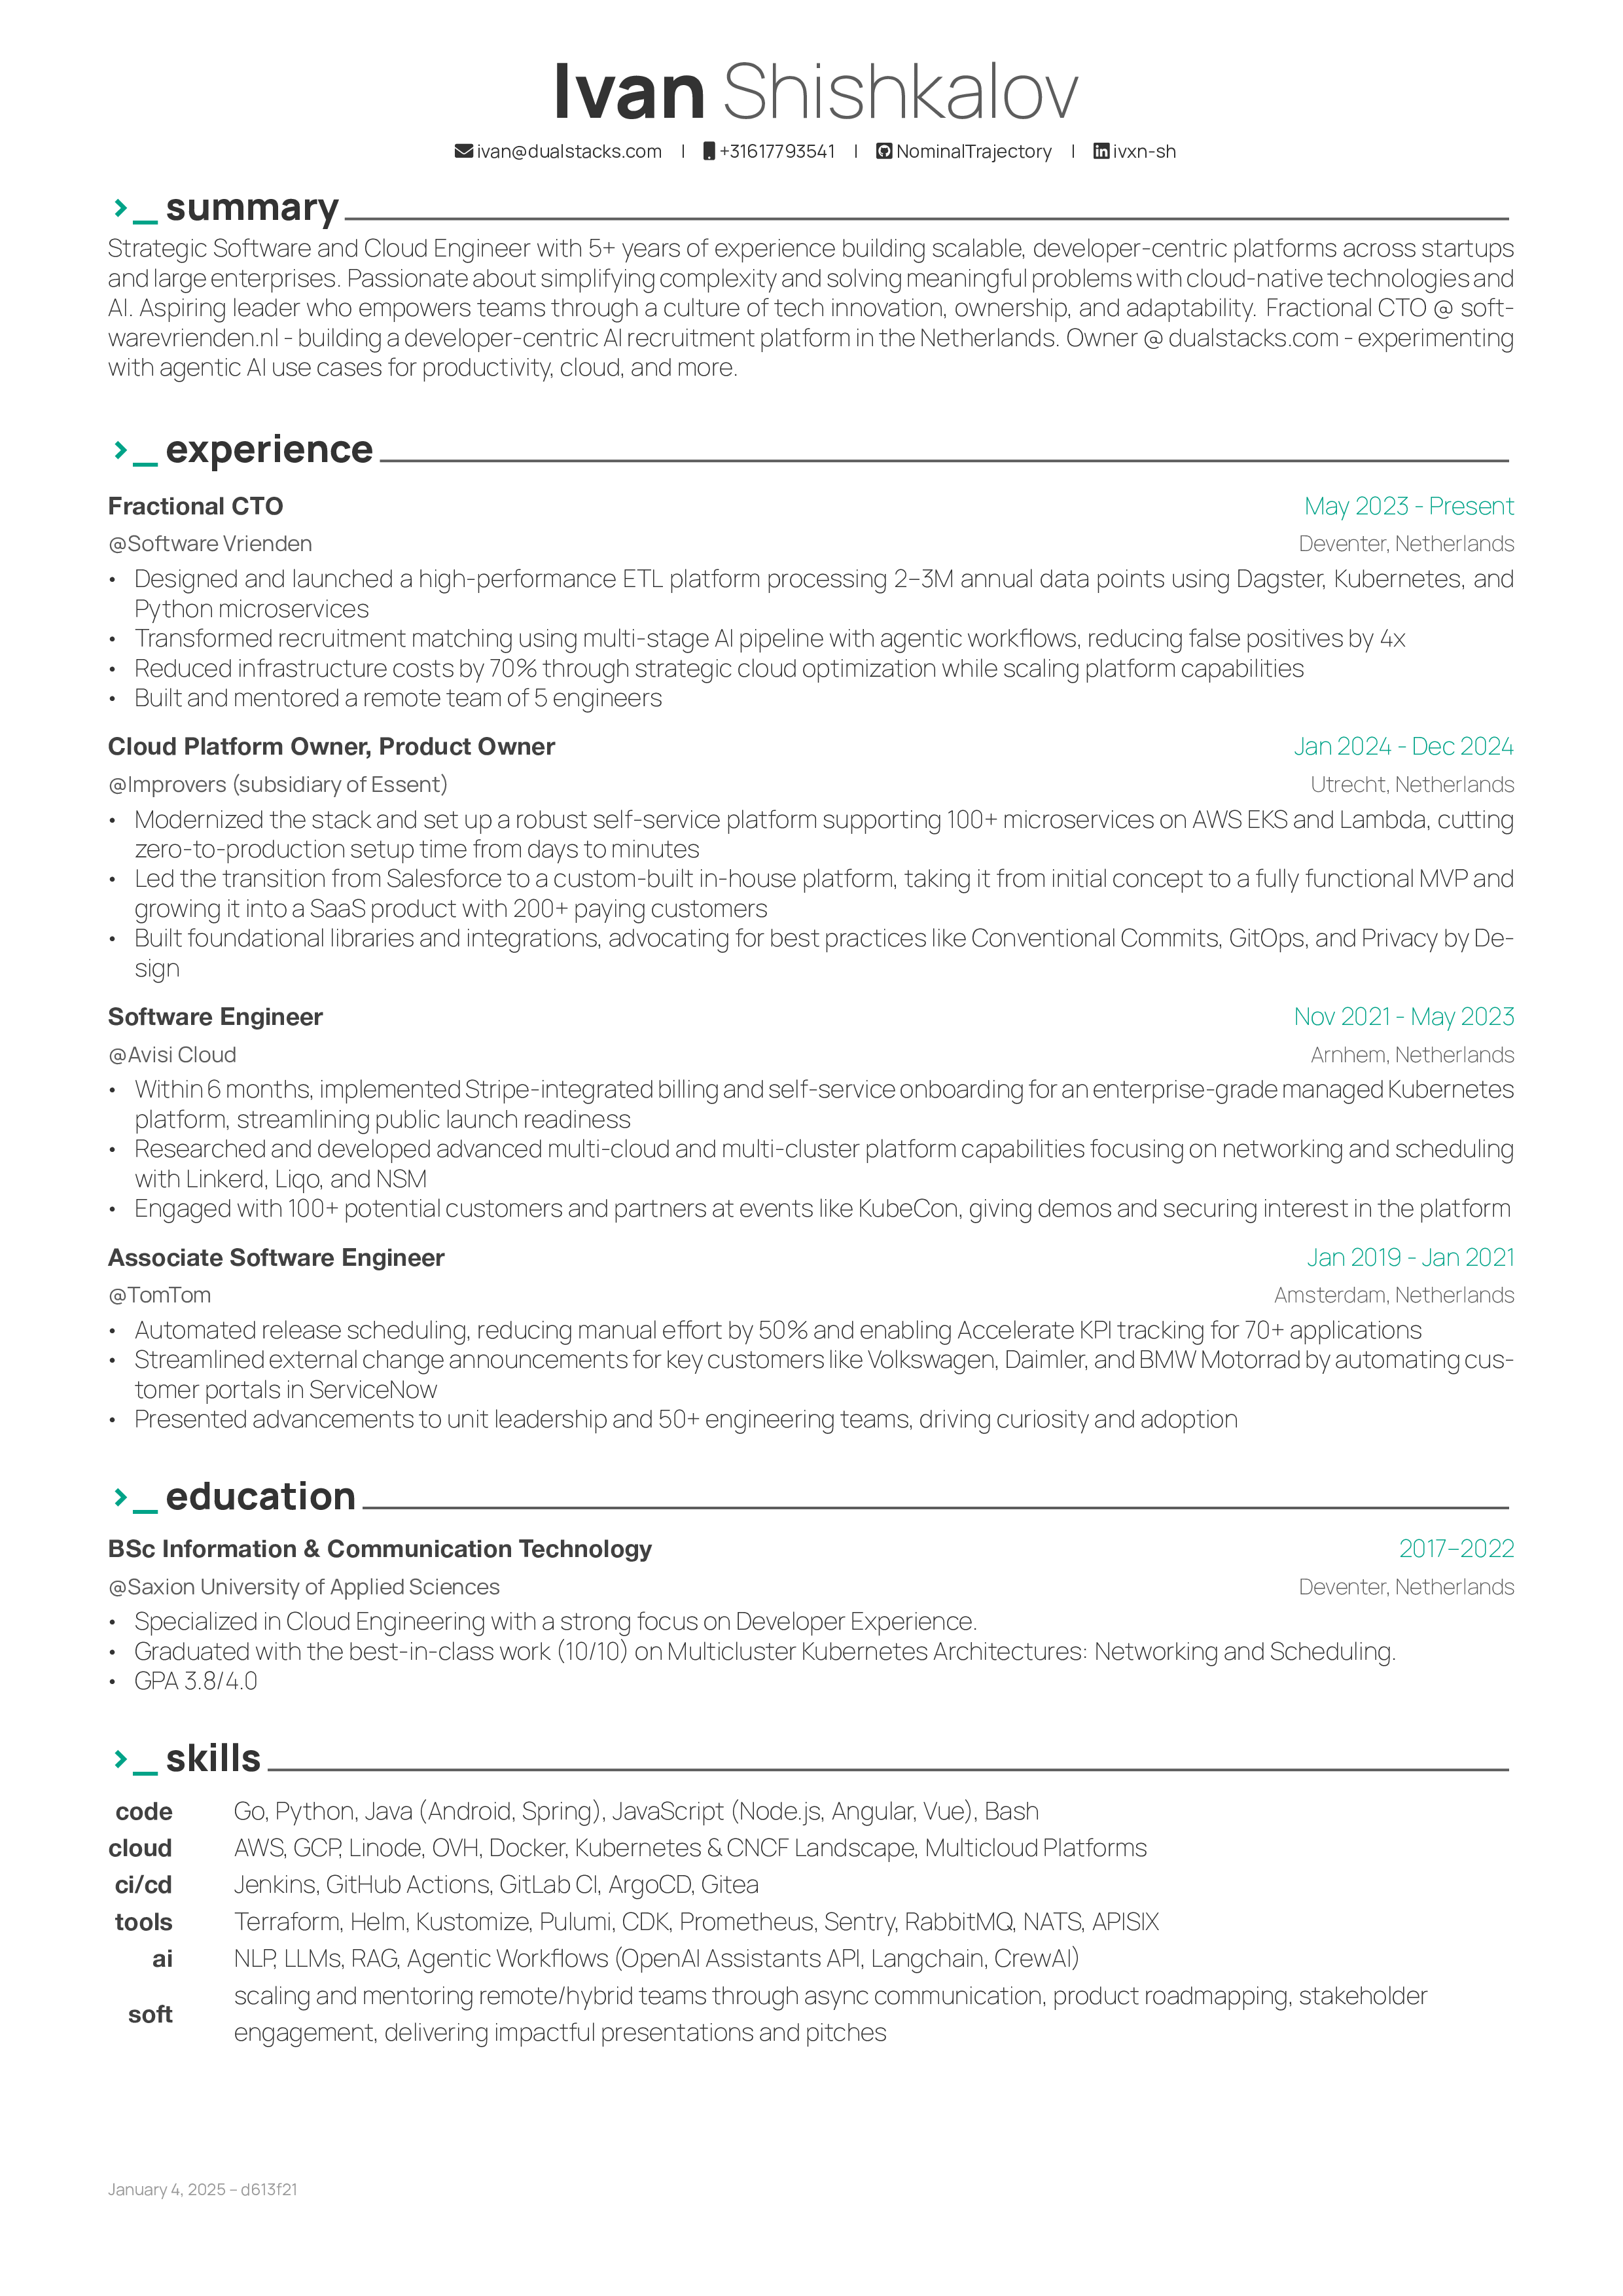 Ivan Shishkalov
ivan@dualstacks.com | +31617793541 | NominalTrajectory | ivxn-sh
>_ summary
Strategic Software and Cloud Engineer with 5+ years of experience building scalable, developer-centric platforms across startups
and large enterprises. Passionate about simplifying complexity and solving meaningful problems with cloud-native technologies and
AI. Aspiring leader who empowers teams through a culture of tech innovation, ownership, and adaptability. Fractional CTO @ soft-
warevrienden.nl - building a developer-centric AI recruitment platform in the Netherlands. Owner @ dualstacks.com - experimenting
with agentic AI use cases for productivity, cloud, and more.
>_ experience
Fractional CTO May 2023 - Present
@Software Vrienden Deventer, Netherlands
• Designed and launched a high-performance ETL platform processing 2–3M annual data points using Dagster, Kubernetes, and
Python microservices
• Transformed recruitment matching using multi-stage AI pipeline with agentic workflows, reducing false positives by 4x
• Reduced infrastructure costs by 70% through strategic cloud optimization while scaling platform capabilities
• Built and mentored a remote team of 5 engineers
Cloud Platform Owner, Product Owner Jan 2024 - Dec 2024
@Improvers (subsidiary of Essent) Utrecht, Netherlands
• Modernized the stack and set up a robust self-service platform supporting 100+ microservices on AWS EKS and Lambda, cutting
zero-to-production setup time from days to minutes
• Led the transition from Salesforce to a custom-built in-house platform, taking it from initial concept to a fully functional MVP and
growing it into a SaaS product with 200+ paying customers
• Built foundational libraries and integrations, advocating for best practices like Conventional Commits, GitOps, and Privacy by De-
sign
Software Engineer Nov 2021 - May 2023
@Avisi Cloud Arnhem, Netherlands
• Within 6 months, implemented Stripe-integrated billing and self-service onboarding for an enterprise-grade managed Kubernetes
platform, streamlining public launch readiness
• Researched and developed advanced multi-cloud and multi-cluster platform capabilities focusing on networking and scheduling
with Linkerd, Liqo, and NSM
• Engaged with 100+ potential customers and partners at events like KubeCon, giving demos and securing interest in the platform
Associate Software Engineer Jan 2019 - Jan 2021
@TomTom Amsterdam, Netherlands
• Automated release scheduling, reducing manual effort by 50% and enabling Accelerate KPI tracking for 70+ applications
• Streamlined external change announcements for key customers like Volkswagen, Daimler, and BMW Motorrad by automating cus-
tomer portals in ServiceNow
• Presented advancements to unit leadership and 50+ engineering teams, driving curiosity and adoption
>_ education
BSc Information & Communication Technology 2017–2022
@Saxion University of Applied Sciences Deventer, Netherlands
• Specialized in Cloud Engineering with a strong focus on Developer Experience.
• Graduated with the best-in-class work (10/10) on Multicluster Kubernetes Architectures: Networking and Scheduling.
• GPA 3.8/4.0
>_ skills
code Go, Python, Java (Android, Spring), JavaScript (Node.js, Angular, Vue), Bash
cloud AWS, GCP, Linode, OVH, Docker, Kubernetes & CNCF Landscape, Multicloud Platforms
ci/cd Jenkins, GitHub Actions, GitLab CI, ArgoCD, Gitea
tools Terraform, Helm, Kustomize, Pulumi, CDK, Prometheus, Sentry, RabbitMQ, NATS, APISIX
ai NLP, LLMs, RAG, Agentic Workflows (OpenAI Assistants API, Langchain, CrewAI)
soft scaling and mentoring remote/hybrid teams through async communication, product roadmapping, stakeholder
engagement, delivering impactful presentations and pitches
January 4, 2025 – d613f21